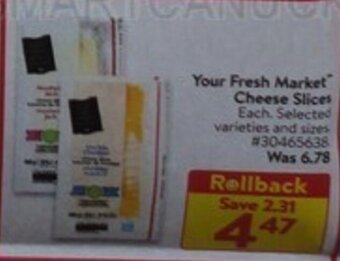 SMARTCANUCK
Your Fresh Market™
Cheese Slices
Each. Selected
varieties and sizes
#30465638
Was 6.78
Rollback
Save 2.31
4.47